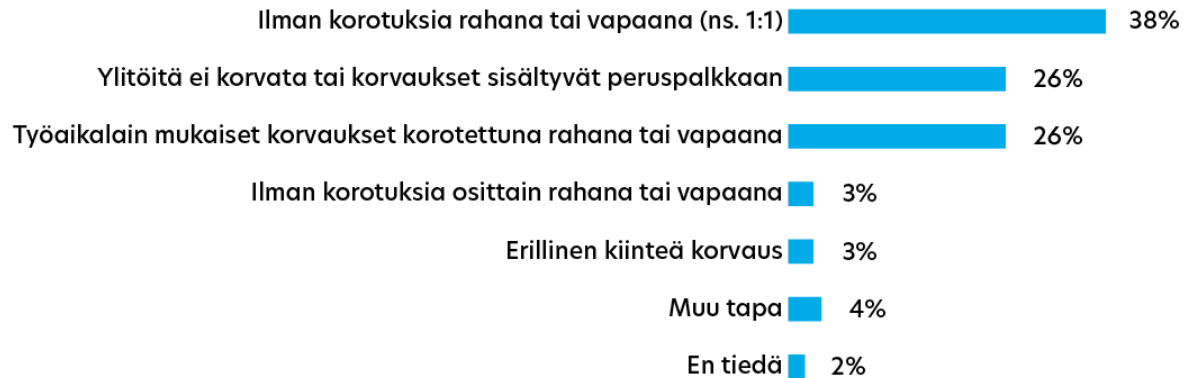 Ilman korotuksia rahana tai vapaana (ns. 1:1) 38%
Ylitöitä ei korvata tai korvaukset sisältyvät peruspalkkaan 26%
Työaikalain mukaiset korvaukset korotettuna rahana tai vapaana 26%
Ilman korotuksia osittain rahana tai vapaana 3%
Erillinen kiinteä korvaus 3%
Muu tapa 4%
En tiedä 2%